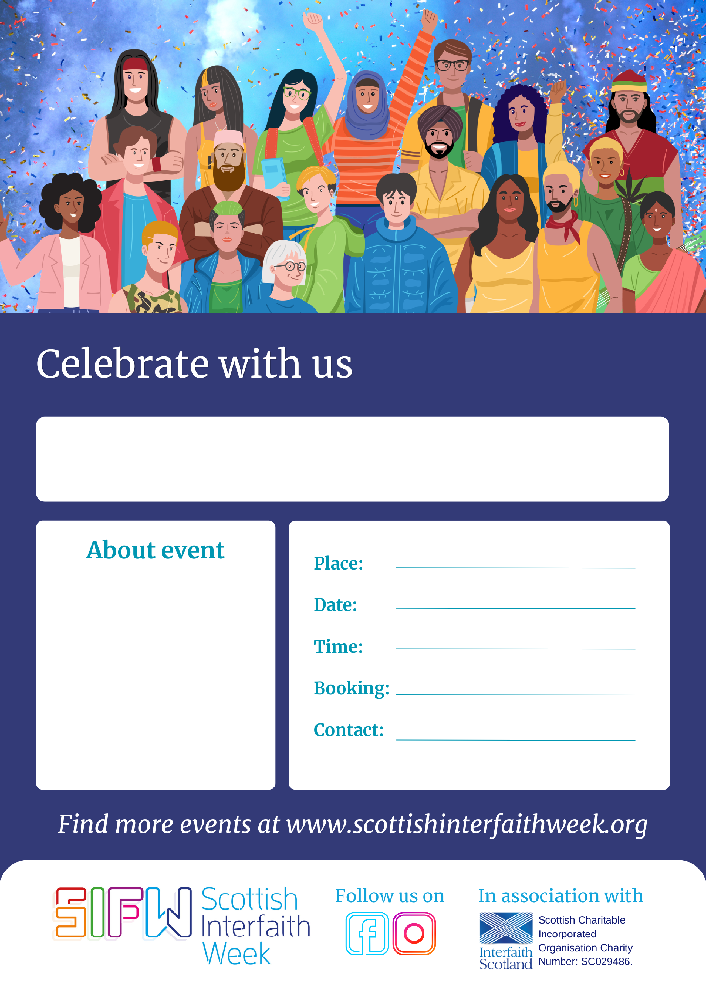 Celebrate with us
About event
Place:
Date:
Time:
Booking:
Contact:
Find more events at www.scottishinterfaithweek.org
SIFW
Scottish
Interfaith
Week
Follow us on
In association with
Interfaith
Scotland
Scottish Charitable
Incorporated
Organisation Charity
Number: SC029486.